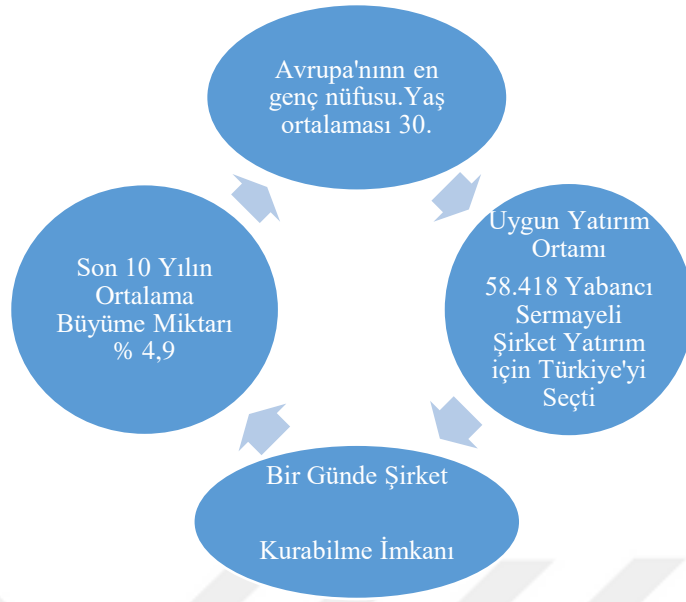 Avrupa'nınn en
genç nüfusu.Yaş
ortalaması 30.
Uygun Yatırım
Ortamı
58.418 Yabancı
Sermayeli
Şirket Yatırım
için Türkiye'yi
Seçti
Bir Günde Şirket
Kurabilme İmkanı
Son 10 Yılın
Ortalama
Büyüme Miktarı
% 4,9